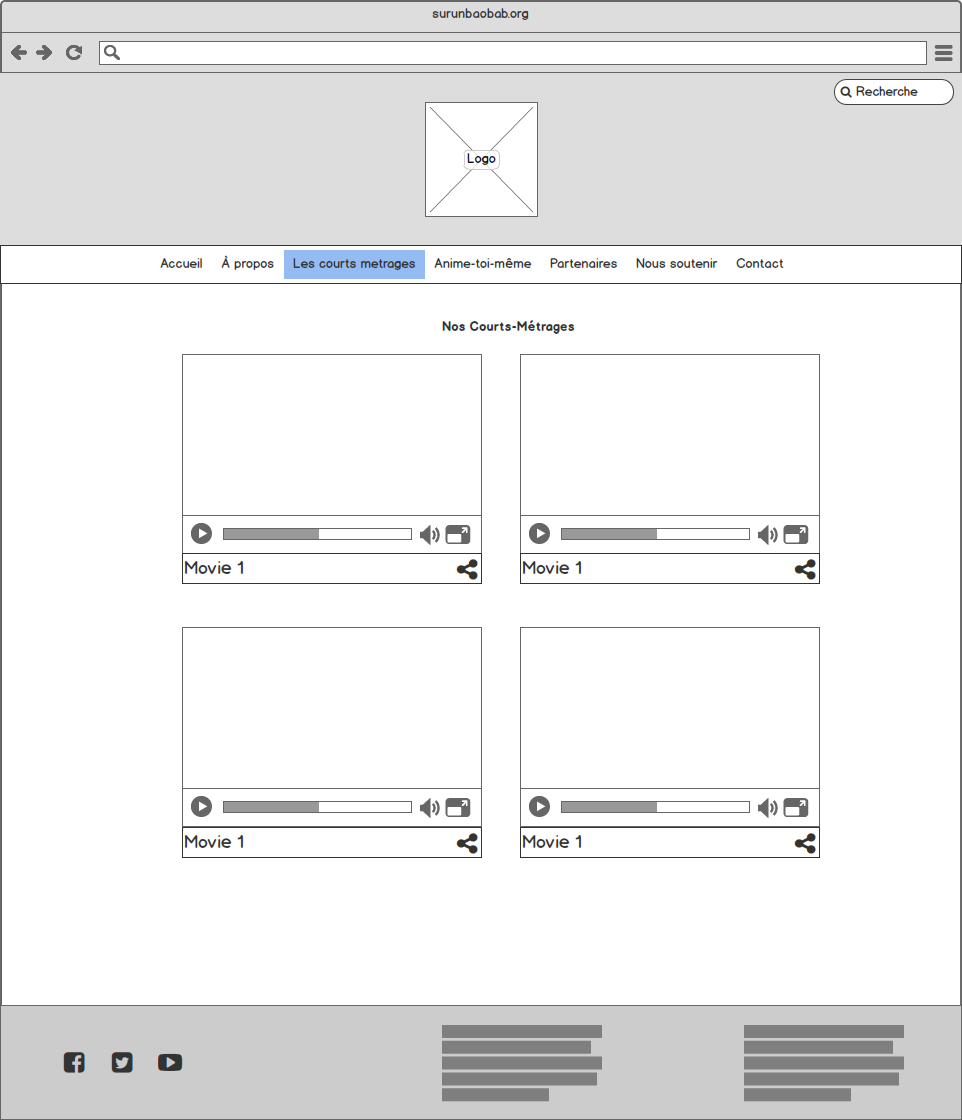 surunbaobab.org
Recherche
Logo
Accueil À propos Les courts metrages Anime-toi-même Partenaires Nous soutenir Contact
Nos Courts-Métrages
Movie 1 Movie 1
Movie 1 Movie 1